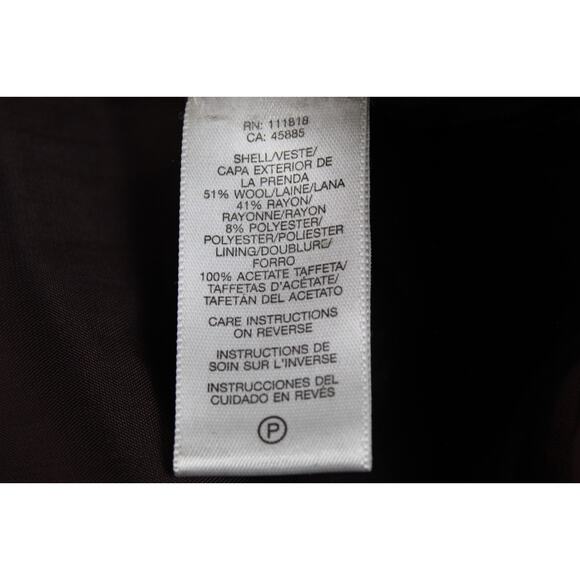 RN: 111818
CA: 45885
SHELL/VESTE/
CAPA EXTERIOR DE
LA PRENDA
51% WOOL/LAINE/LANA
41% RAYON/
RAYONNE/RAYON
8% POLYESTER/
POLYESTER/POLIÉSTER
LINING/DOUBLURE/
FORRO
100% ACETATE TAFFETA/
TAFFETAS D'ACÉTATE/
TAFETÁN DEL ACETATO
CARE INSTRUCTIONS
ON REVERSE
INSTRUCTIONS DE
SOIN SUR L'INVERSE
INSTRUCCIONES DEL
CUIDADO EN REVÉS
P